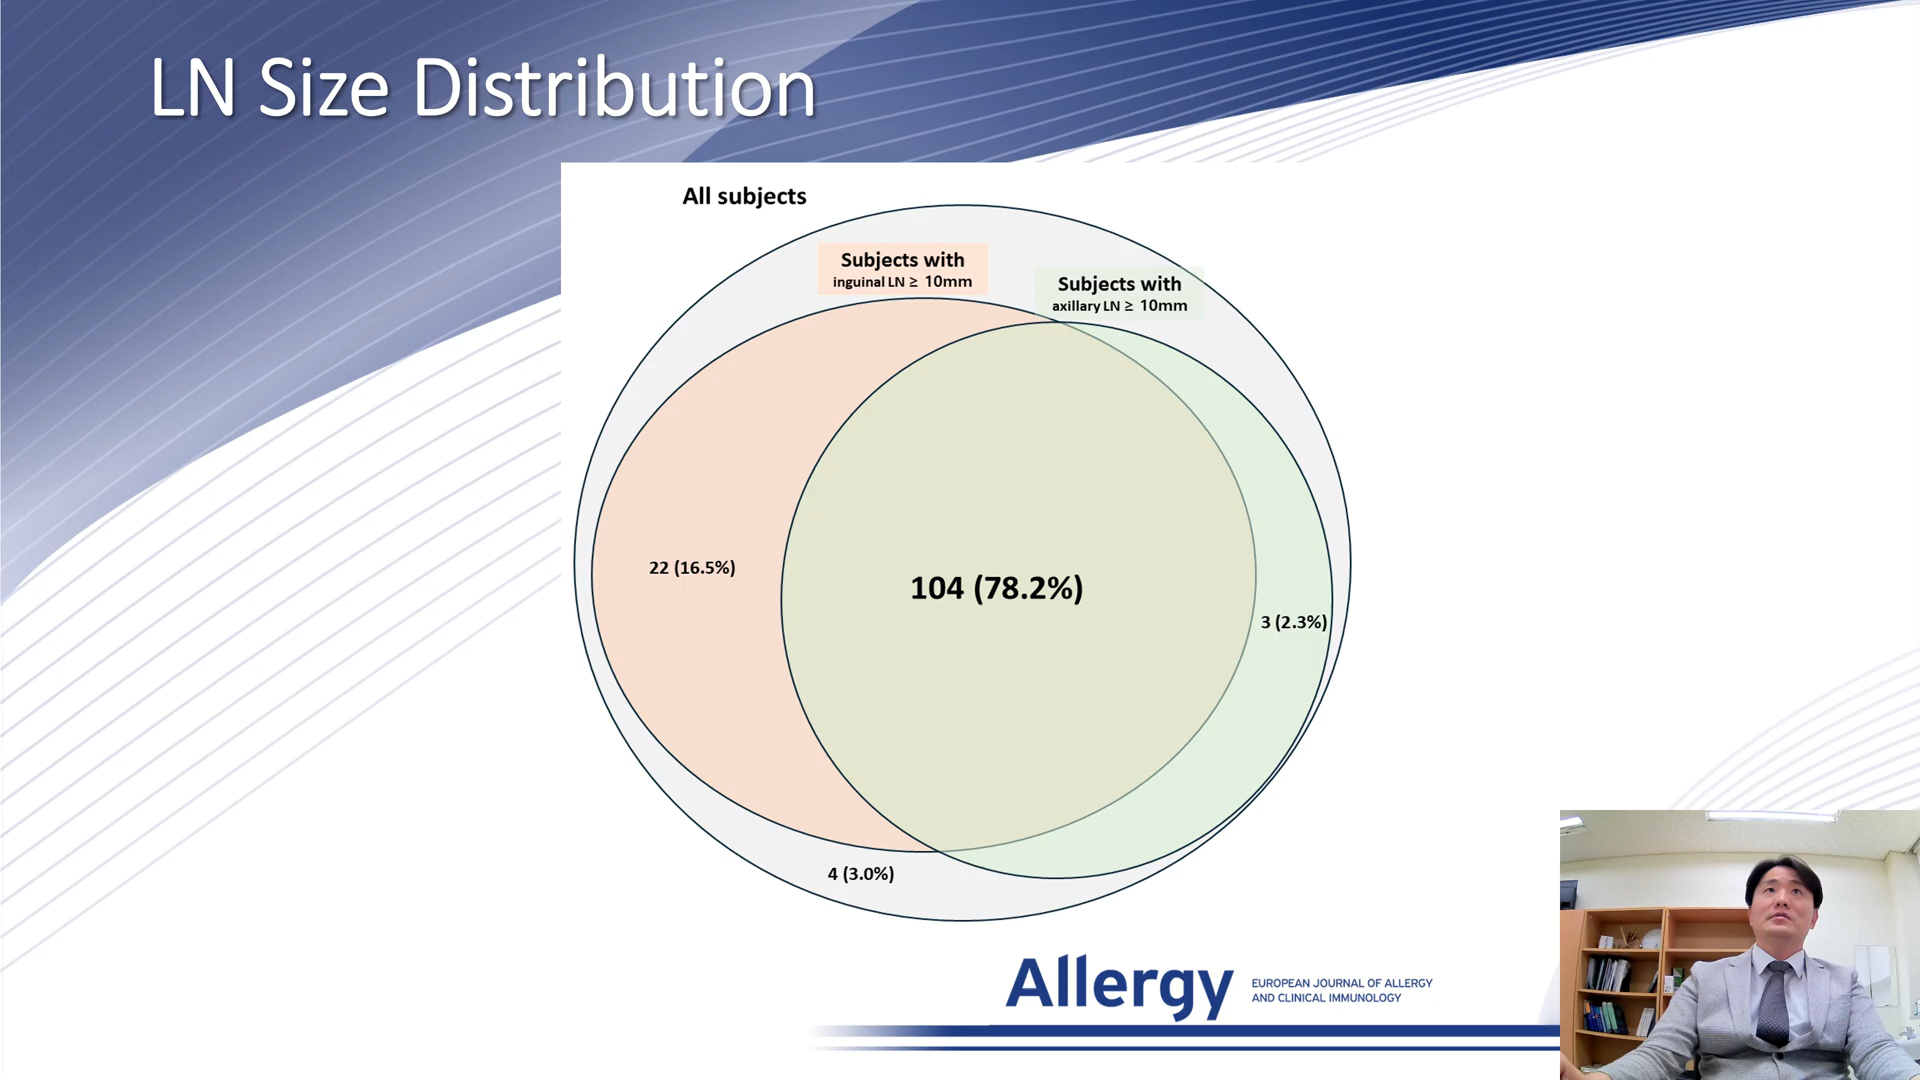 LN Size Distribution
All subjects
Subjects with
inguinal LN ≥ 10mm
Subjects with
axillary LN ≥ 10mm
22 (16.5%)
104 (78.2%)
3 (2.3%)
4 (3.0%)
Allergy
EUROPEAN JOURNAL OF ALLERGY
AND CLINICAL IMMUNOLOGY